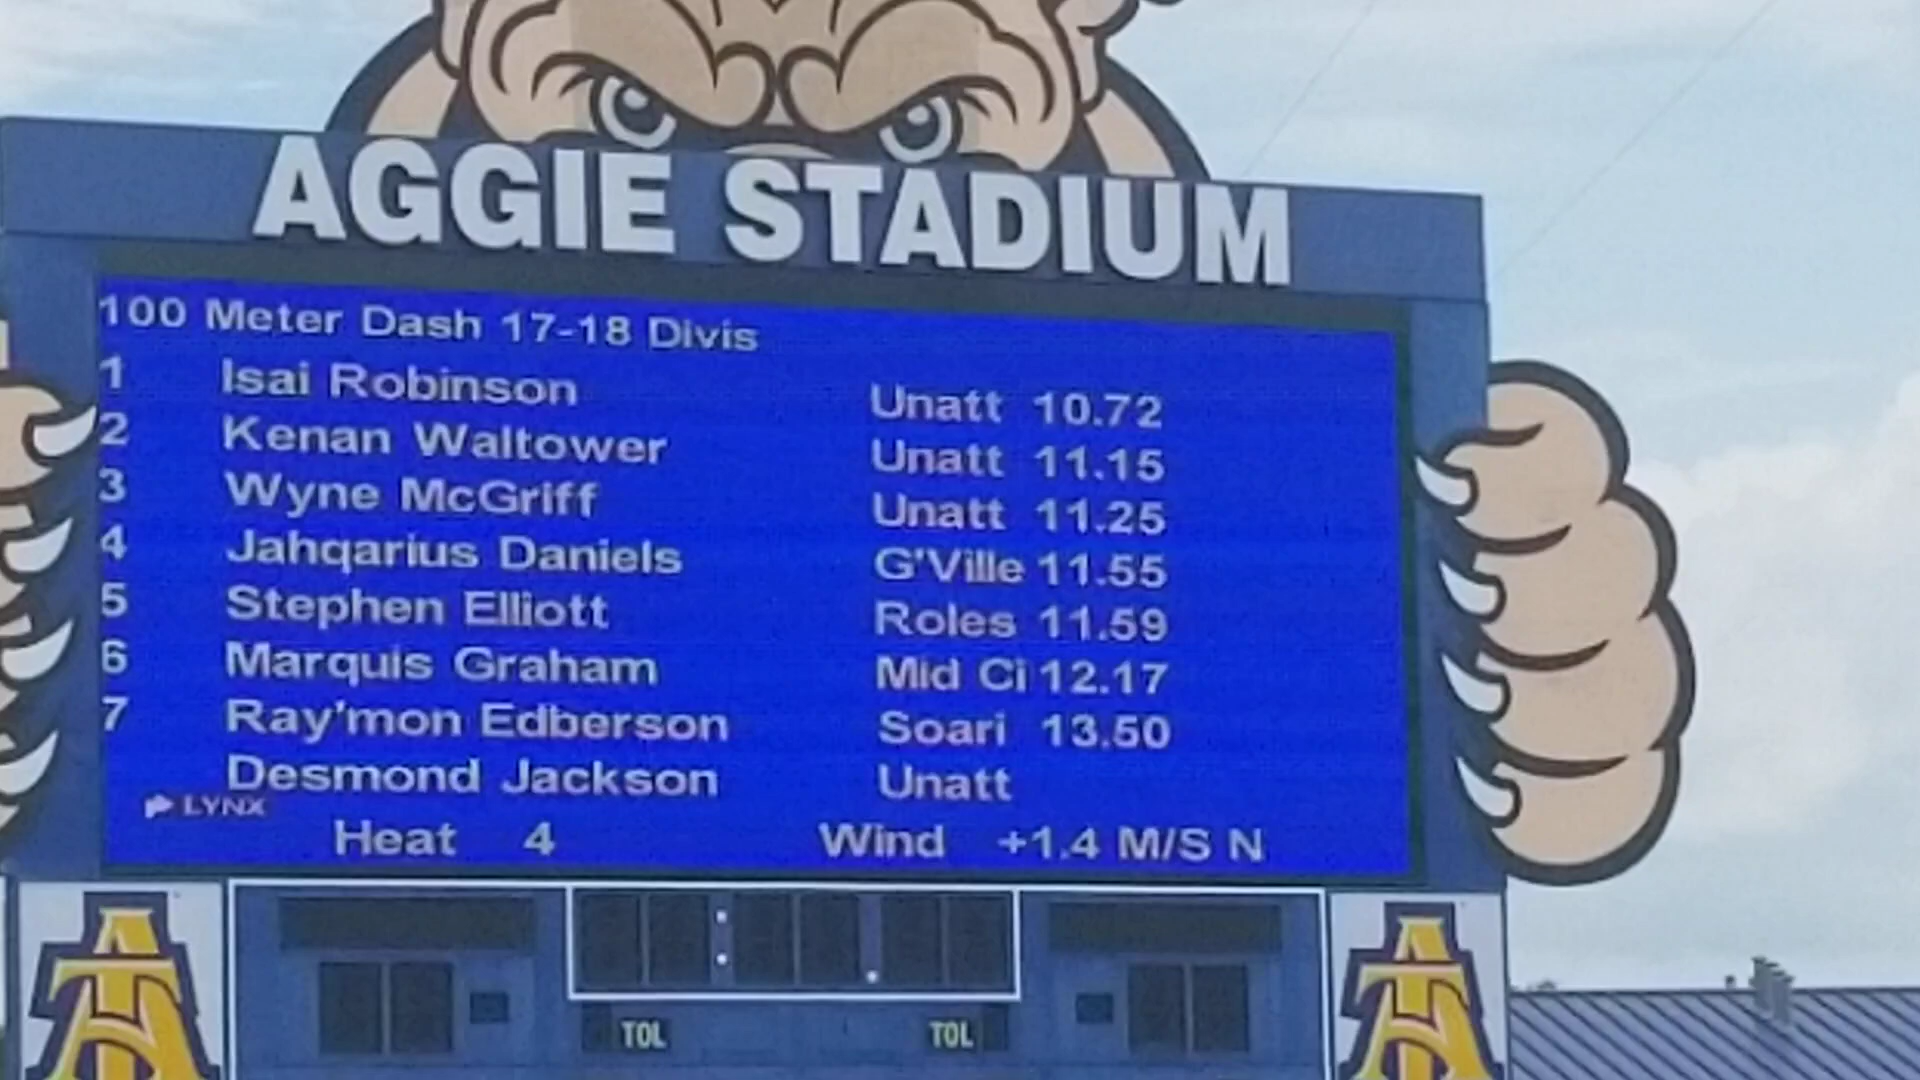 AGGIE STADIUM
100 Meter Dash 17-18 Divis
1 Isai Robinson Unatt 10.72
2 Kenan Waltower Unatt 11.15
3 Wyne McGriff Unatt 11.25
4 Jahqarius Daniels G'Ville 11.55
5 Stephen Elliott Roles 11.59
6 Marquis Graham Mid Ci 12.17
7 Ray'mon Edberson Soari 13.50
Desmond Jackson Unatt
LYNX
Heat 4 Wind +1.4 M/S N
TOL TOL
AT AT